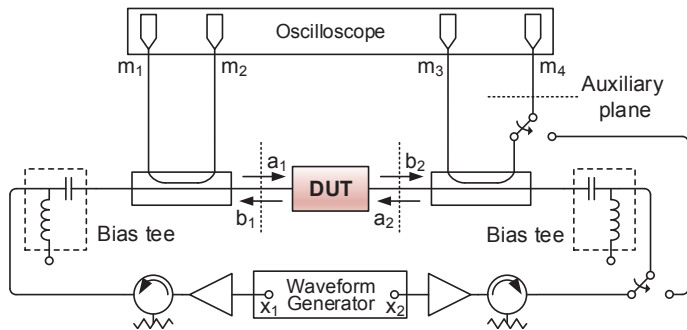 Oscilloscope
m1 m2 m3 m4
Auxiliary
plane
a1 b2
DUT
b1 a2
Bias tee Bias tee
Waveform
Generator
x1 x2